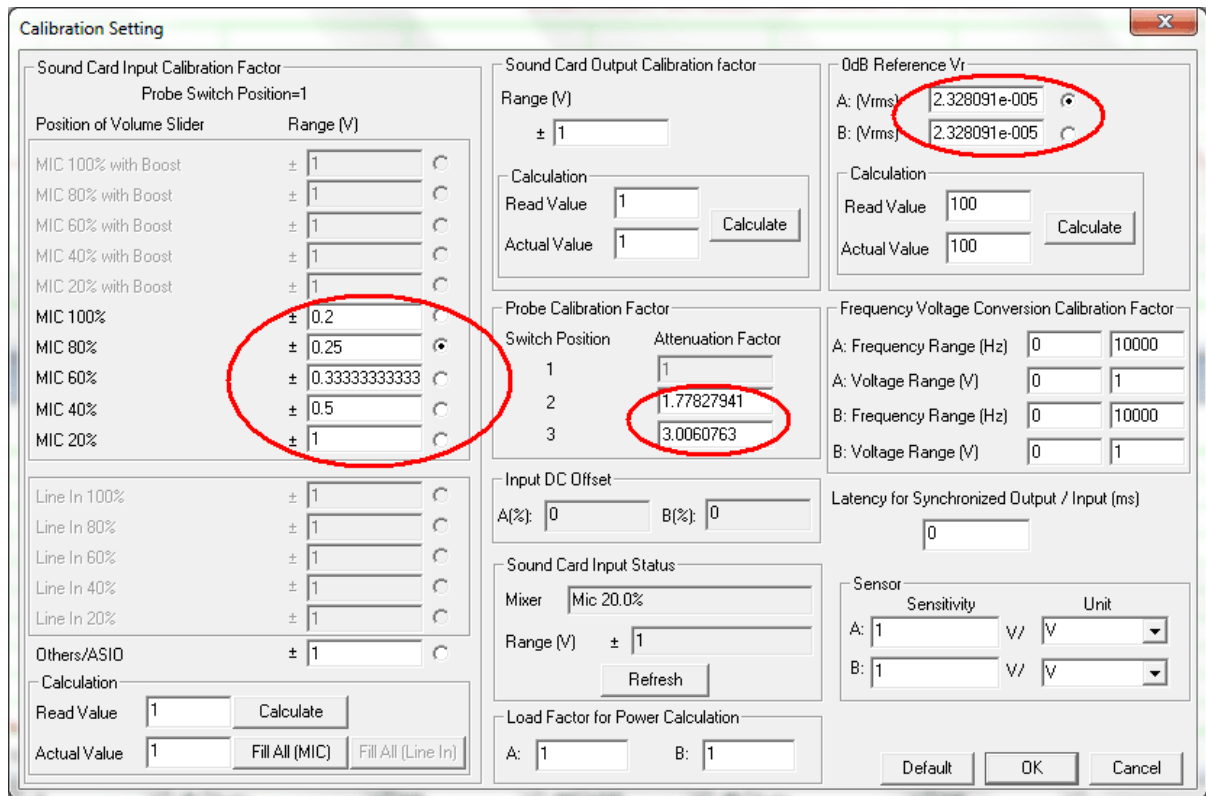 Calibration Setting
Sound Card Input Calibration Factor
Probe Switch Position=1
Position of Volume Slider Range (V)
MIC 100% with Boost ± 1
MIC 80% with Boost ± 1
MIC 60% with Boost ± 1
MIC 40% with Boost ± 1
MIC 20% with Boost ± 1
MIC 100% ± 0.2
MIC 80% ± 0.25
MIC 60% ± 0.33333333333
MIC 40% ± 0.5
MIC 20% ± 1
Line In 100% ± 1
Line In 80% ± 1
Line In 60% ± 1
Line In 40% ± 1
Line In 20% ± 1
Others/ASIO ± 1
Calculation
Read Value 1 Calculate
Actual Value 1 Fill All (MIC) Fill All (Line In)
Sound Card Output Calibration factor
Range (V)
± 1
Calculation
Read Value 1
Actual Value 1
Calculate
Probe Calibration Factor
Switch Position Attenuation Factor
1 1
2 1.77827941
3 3.0060763
Input DC Offset
A(%): 0 B(%): 0
Sound Card Input Status
Mixer Mic 20.0%
Range (V) ± 1
Refresh
Load Factor for Power Calculation
A: 1 B: 1
0dB Reference Vr
A: (Vrms) 2.328091e-005
B: (Vrms) 2.328091e-005
Calculation
Read Value 100
Actual Value 100
Calculate
Frequency Voltage Conversion Calibration Factor
A: Frequency Range (Hz) 0 10000
A: Voltage Range (V) 0 1
B: Frequency Range (Hz) 0 10000
B: Voltage Range (V) 0 1
Latency for Synchronized Output / Input (ms)
0
Sensor
Sensitivity Unit
A: 1 V/ V
B: 1 V/ V
Default OK Cancel